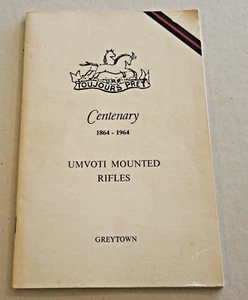 U.M.R
TOUJOURS PRET
Centenary
1864 - 1964
UMVOTI MOUNTED
RIFLES
GREYTOWN